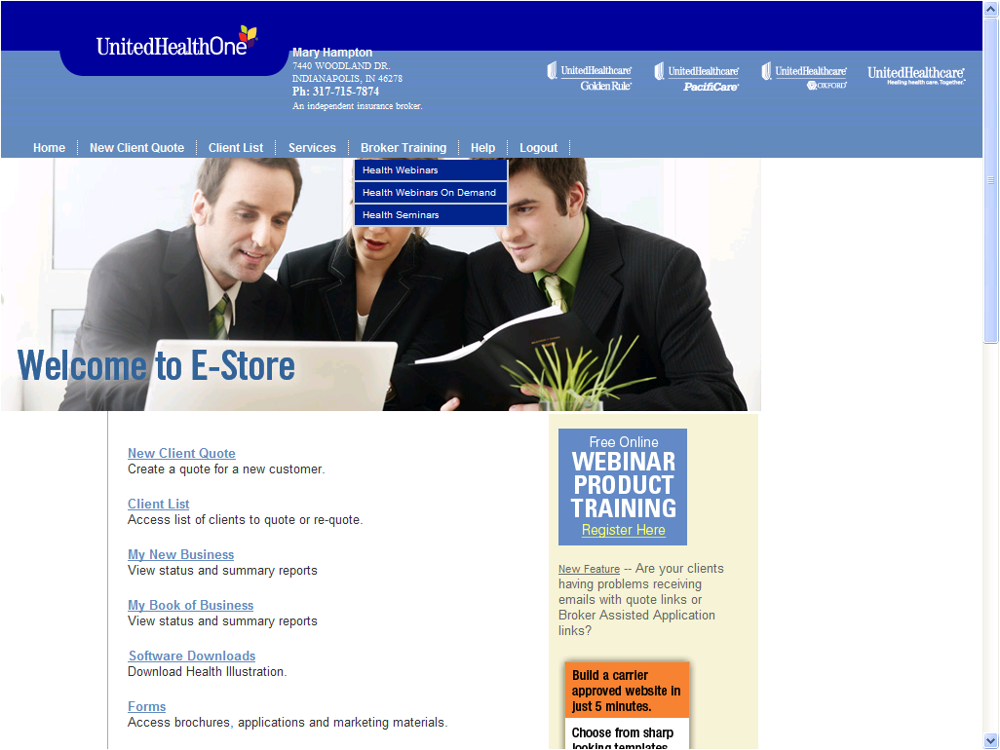 UnitedHealthOne
Mary Hampton
7440 WOODLAND DR.
INDIANAPOLIS, IN 46278
Ph: 317-715-7874
An independent insurance broker.
UnitedHealthcare
Golden Rule
UnitedHealthcare
PacifiCare
UnitedHealthcare
OXFORD
UnitedHealthcare
Healing health care. Together.
Home New Client Quote Client List Services Broker Training Help Logout
Health Webinars
Health Webinars On Demand
Health Seminars
Welcome to E-Store
New Client Quote
Create a quote for a new customer.
Client List
Access list of clients to quote or re-quote.
My New Business
View status and summary reports
My Book of Business
View status and summary reports
Software Downloads
Download Health Illustration.
Forms
Access brochures, applications and marketing materials.
Free Online
WEBINAR
PRODUCT
TRAINING
Register Here
New Feature -- Are your clients
having problems receiving
emails with quote links or
Broker Assisted Application
links?
Build a carrier
approved website in
just 5 minutes.
Choose from sharp
looking templates